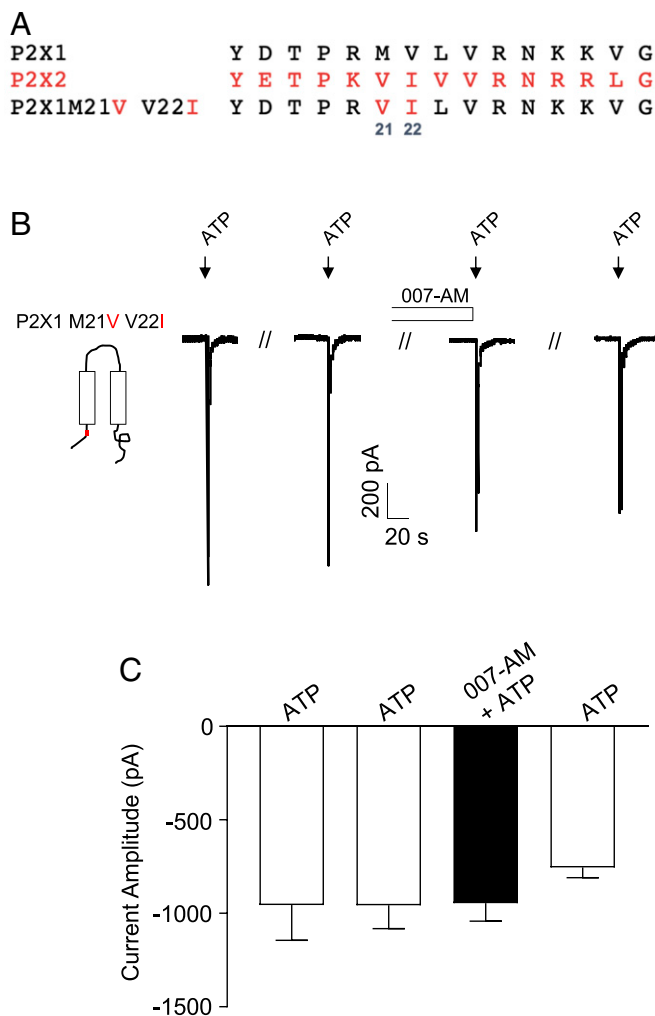 A
P2X1 Y D T P R M V L V R N K K V G
P2X2 Y E T P K V I V V R N R R L G
P2X1M21V V22I Y D T P R V I L V R N K K V G
21 22
B
ATP ATP ATP ATP
007-AM
P2X1 M21V V22I
// // //
200 pA
20 s
C
ATP ATP 007-AM + ATP ATP
Current Amplitude (pA)
0
-500
-1000
-1500